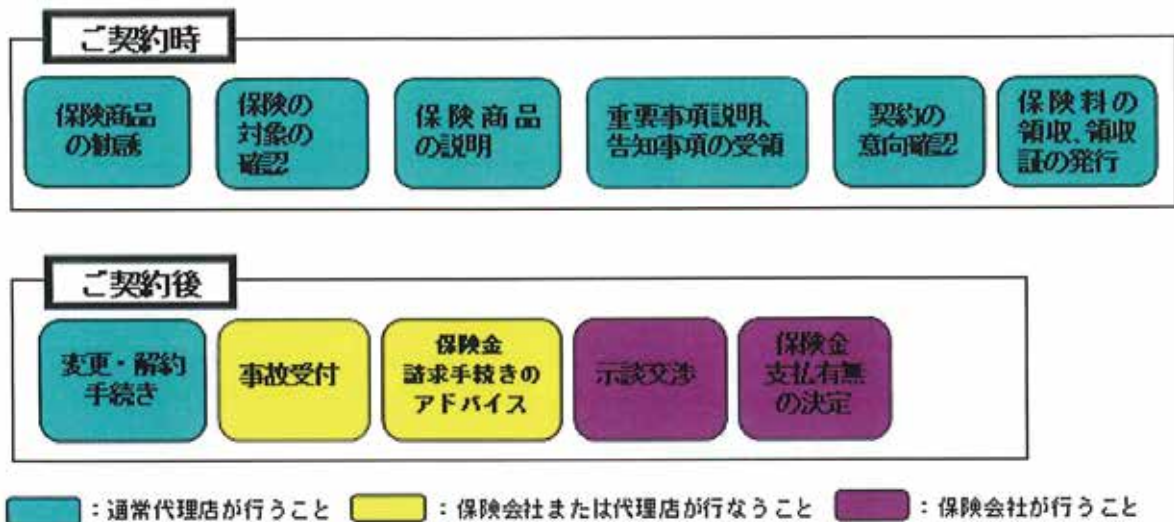 ご契約時
保険商品
の勧誘
保険の
対象の
確認
保険商品
の説明
重要事項説明、
告知事項の受領
契約の
意向確認
保険料の
領収、領収
証の発行
ご契約後
変更・解約
手続き
事故受付
保険金
請求手続きの
アドバイス
示談交渉
保険金
支払有無
の決定
：通常代理店が行うこと
：保険会社または代理店が行なうこと
：保険会社が行うこと